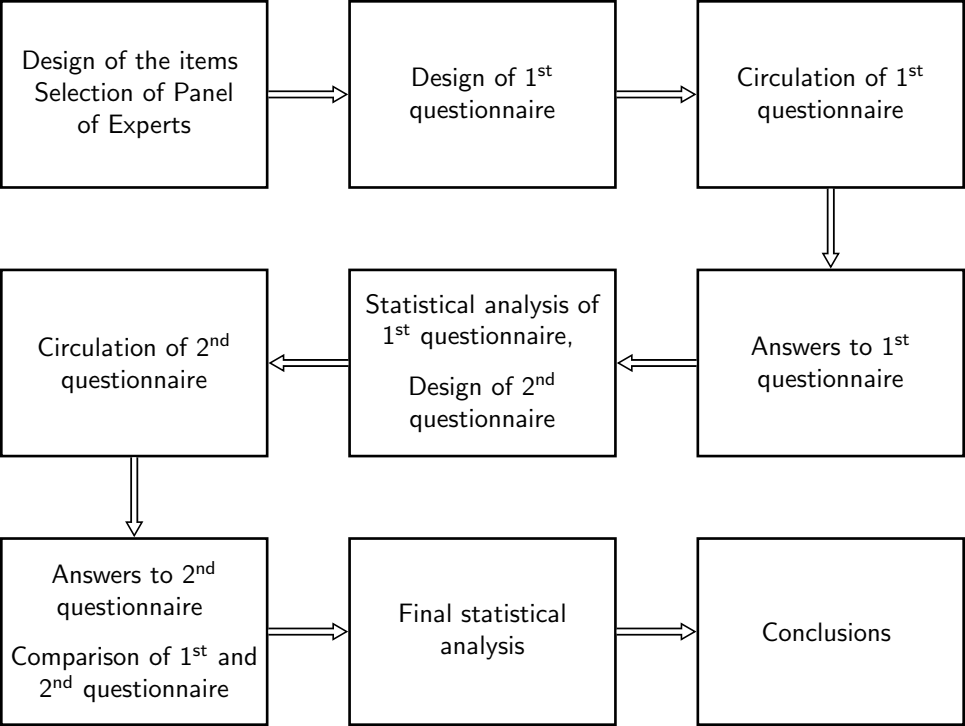 Design of the items
Selection of Panel
of Experts
Design of 1st
questionnaire
Circulation of 1st
questionnaire
Answers to 1st
questionnaire
Statistical analysis of
1st questionnaire,
Design of 2nd
questionnaire
Circulation of 2nd
questionnaire
Answers to 2nd
questionnaire
Comparison of 1st and
2nd questionnaire
Final statistical
analysis
Conclusions